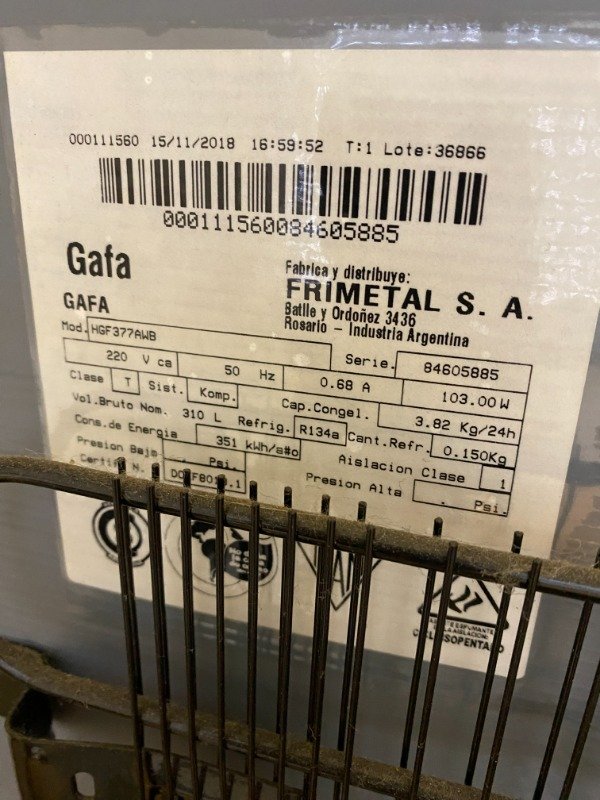 000111560 15/11/2018 16:59:52 T:1 Lote:36866
000111560084605885
Gafa
Fabrica y distribuye:
FRIMETAL S. A.
Batlle y Ordoñez 3436
Rosario - Industria Argentina
GAFA
Mod. HGF377AWB
Serie. 84605885
220 V ca 50 Hz 0.68 A 103.00 W
Clase T Sist. Komp. Cap.Congel. 3.82 Kg/24h
Vol.Bruto Nom. 310 L Refrig. R134a Cant.Refr. 0.150Kg
Cons.de Energia 351 kWh/a#o Aislacion Clase 1
Presion Baja Psi. Presion Alta . Psi.
Certif. N.